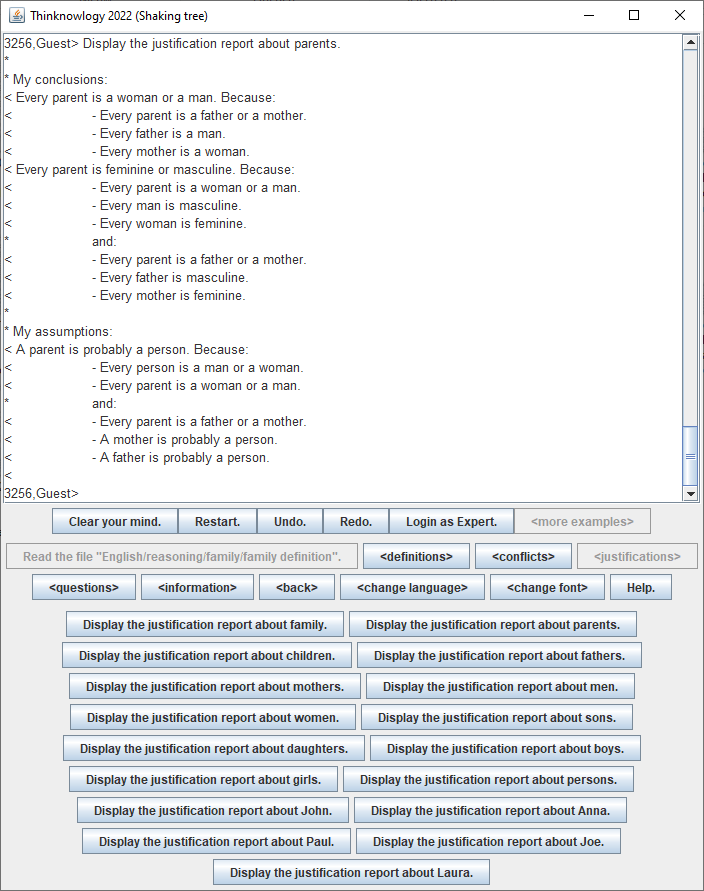 Thinknowlogy 2022 (Shaking tree)
3256,Guest> Display the justification report about parents.
*
* My conclusions:
< Every parent is a woman or a man. Because:
< - Every parent is a father or a mother.
< - Every father is a man.
< - Every mother is a woman.
< Every parent is feminine or masculine. Because:
< - Every parent is a woman or a man.
< - Every man is masculine.
< - Every woman is feminine.
* and:
< - Every parent is a father or a mother.
< - Every father is masculine.
< - Every mother is feminine.
*
* My assumptions:
< A parent is probably a person. Because:
< - Every person is a man or a woman.
< - Every parent is a woman or a man.
* and:
< - Every parent is a father or a mother.
< - A mother is probably a person.
< - A father is probably a person.
<
3256,Guest>
Clear your mind. Restart. Undo. Redo. Login as Expert. <more examples>
Read the file "English/reasoning/family/family definition". <definitions> <conflicts> <justifications>
<questions> <information> <back> <change language> <change font> Help.
Display the justification report about family. Display the justification report about parents.
Display the justification report about children. Display the justification report about fathers.
Display the justification report about mothers. Display the justification report about men.
Display the justification report about women. Display the justification report about sons.
Display the justification report about daughters. Display the justification report about boys.
Display the justification report about girls. Display the justification report about persons.
Display the justification report about John. Display the justification report about Anna.
Display the justification report about Paul. Display the justification report about Joe.
Display the justification report about Laura.